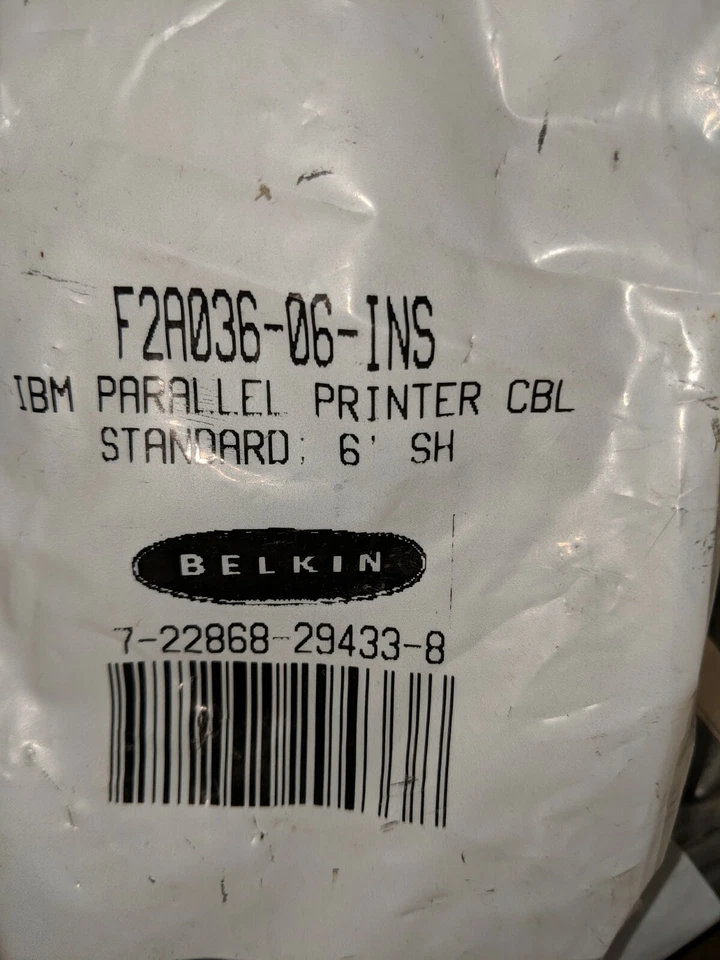 F2A036-06-INS
IBM PARALLEL PRINTER CBL
STANDARD; 6' SH
BELKIN
7-22868-29433-8